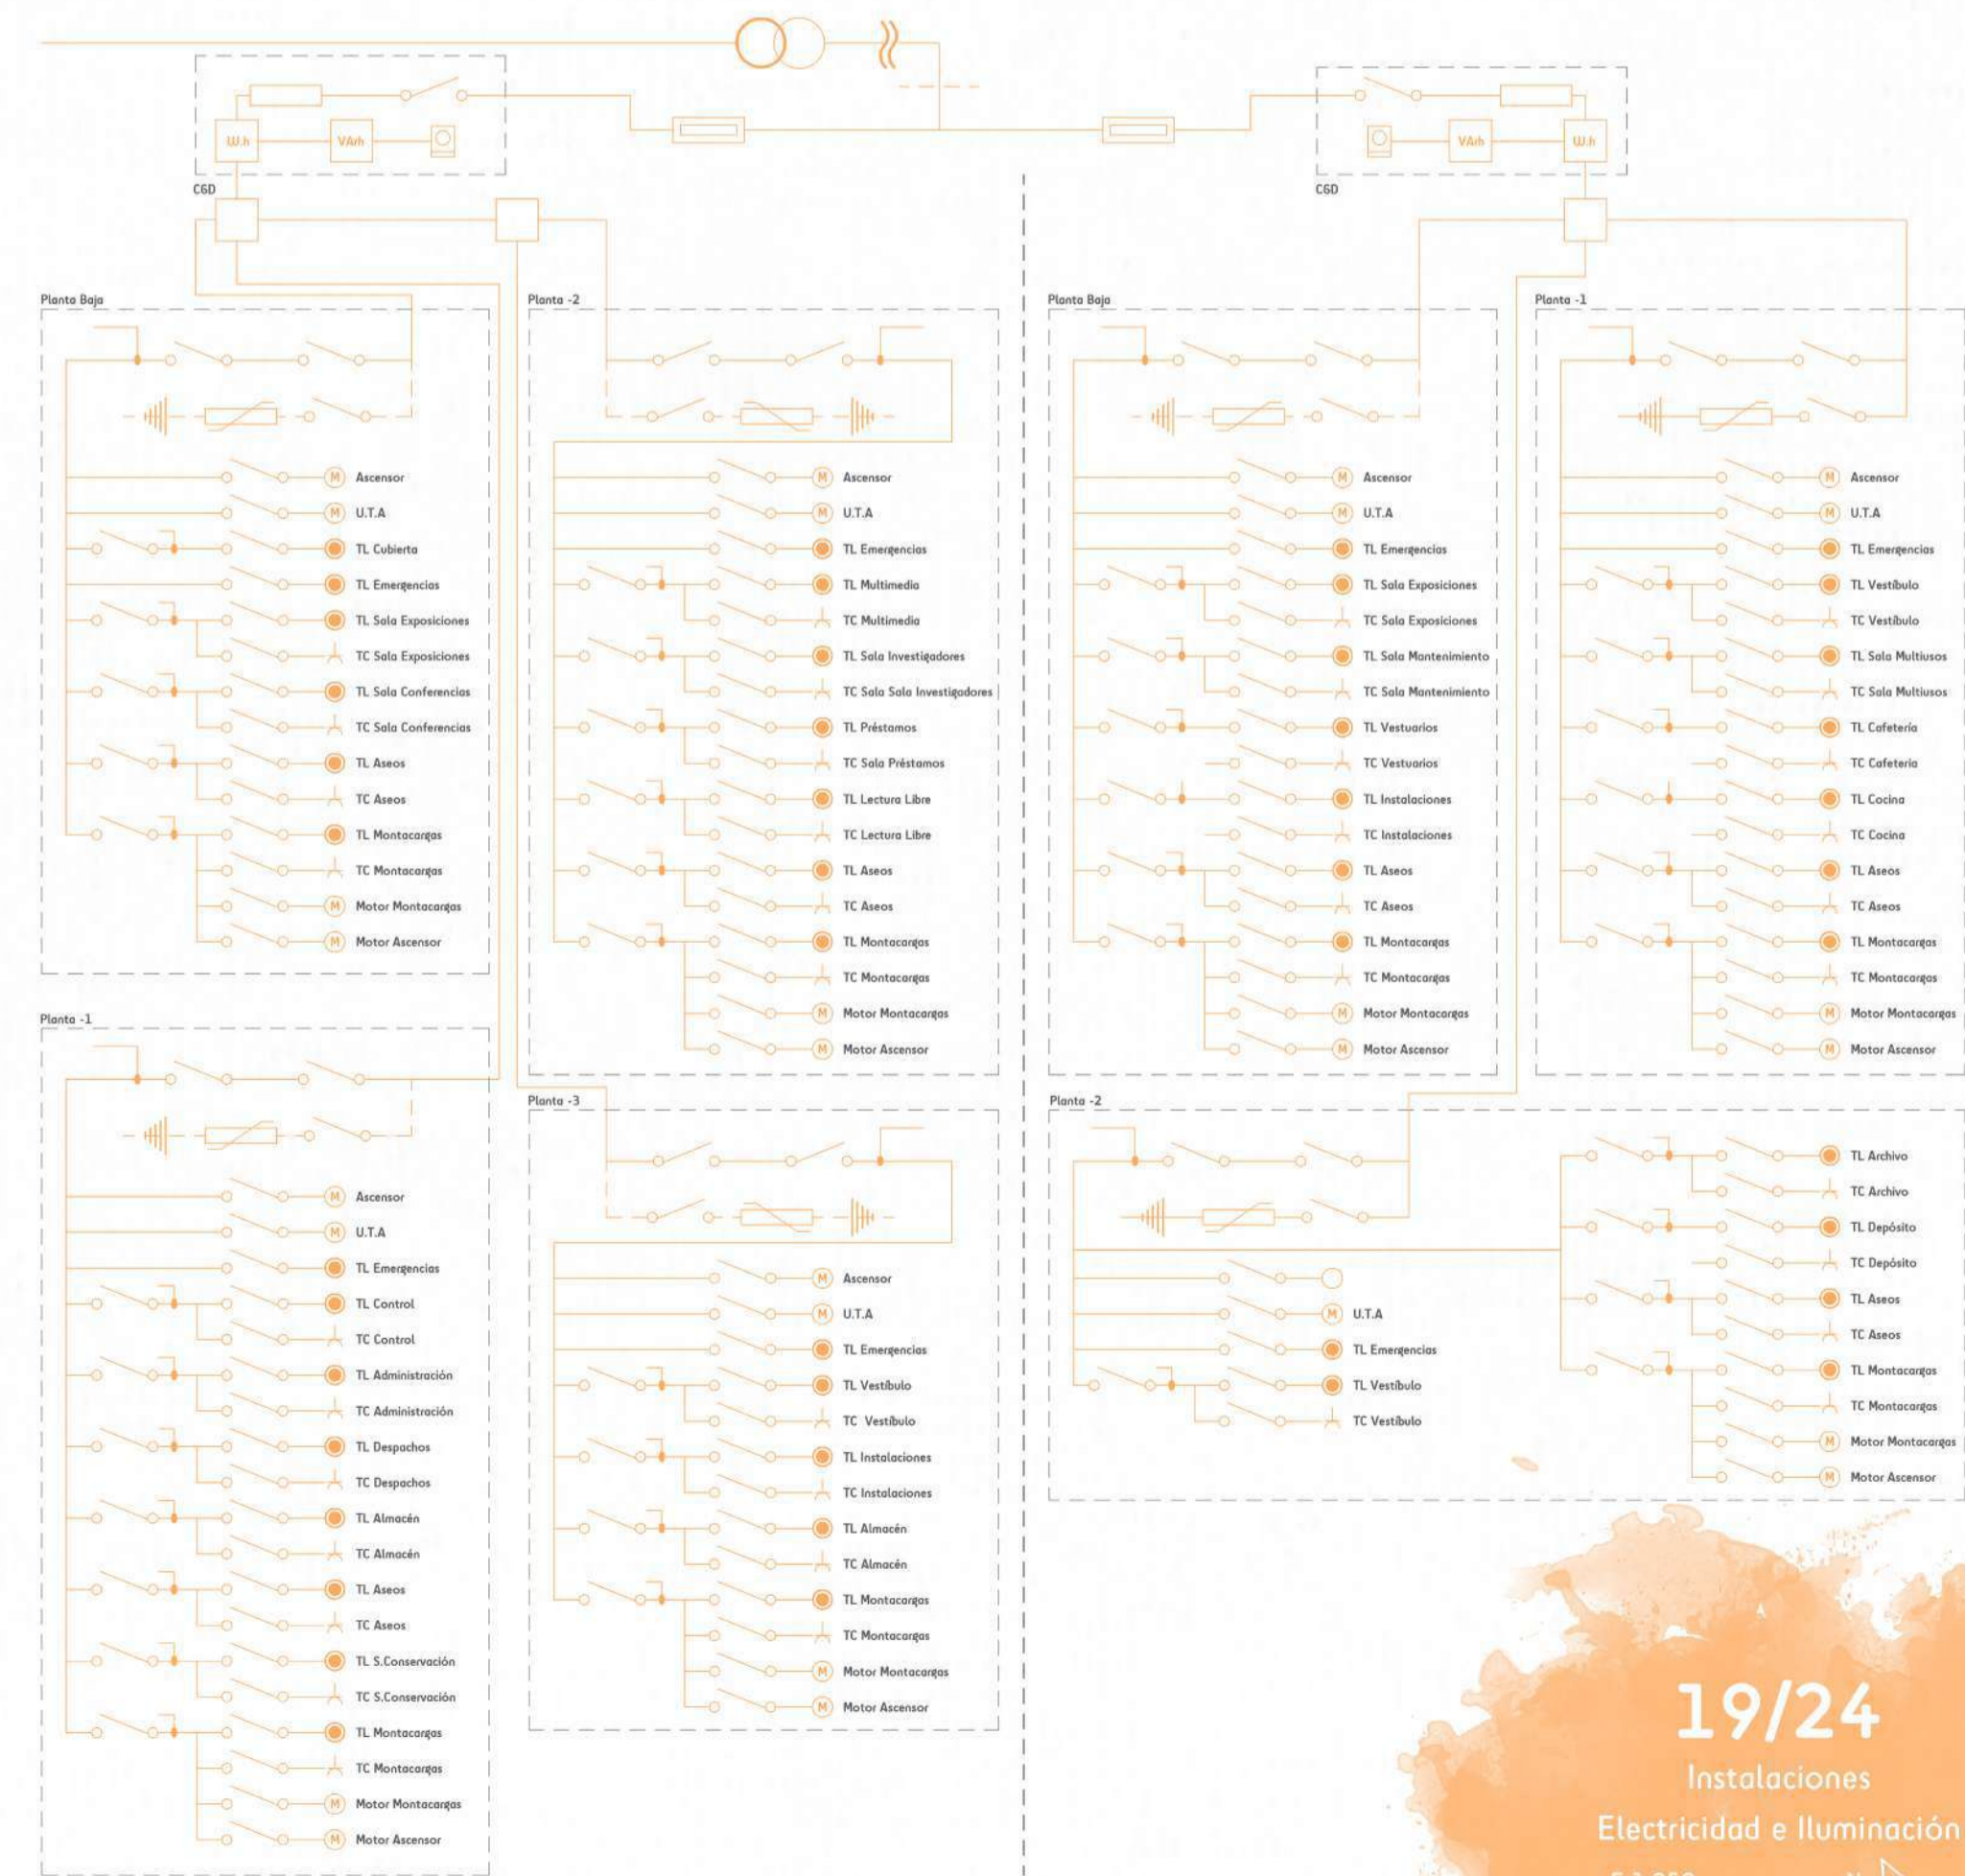 W.h
VArh
CGD
VArh
W.h
CGD
Planta Baja
M Ascensor
M U.T.A
TL Cubierta
TL Emergencias
TL Sala Exposiciones
TC Sala Exposiciones
TL Sala Conferencias
TC Sala Conferencias
TL Aseos
TC Aseos
TL Montacargas
TC Montacargas
M Motor Montacargas
M Motor Ascensor
Planta -1
M Ascensor
M U.T.A
TL Emergencias
TL Control
TC Control
TL Administración
TC Administración
TL Despachos
TC Despachos
TL Almacén
TC Almacén
TL Aseos
TC Aseos
TL S.Conservación
TC S.Conservación
TL Montacargas
TC Montacargas
M Motor Montacargas
M Motor Ascensor
Planta -2
M Ascensor
M U.T.A
TL Emergencias
TL Multimedia
TC Multimedia
TL Sala Investigadores
TC Sala Sala Investigadores
TL Préstamos
TC Sala Préstamos
TL Lectura Libre
TC Lectura Libre
TL Aseos
TC Aseos
TL Montacargas
TC Montacargas
M Motor Montacargas
M Motor Ascensor
Planta -3
M Ascensor
M U.T.A
TL Emergencias
TL Vestíbulo
TC Vestíbulo
TL Instalaciones
TC Instalaciones
TL Almacén
TC Almacén
TL Montacargas
TC Montacargas
M Motor Montacargas
M Motor Ascensor
Planta Baja
M Ascensor
M U.T.A
TL Emergencias
TL Sala Exposiciones
TC Sala Exposiciones
TL Sala Mantenimiento
TC Sala Mantenimiento
TL Vestuarios
TC Vestuarios
TL Instalaciones
TC Instalaciones
TL Aseos
TC Aseos
TL Montacargas
TC Montacargas
M Motor Montacargas
M Motor Ascensor
Planta -1
M Ascensor
M U.T.A
TL Emergencias
TL Vestíbulo
TC Vestíbulo
TL Sala Multiusos
TC Sala Multiusos
TL Cafetería
TC Cafeteria
TL Cocina
TC Cocina
TL Aseos
TC Aseos
TL Montacargas
TC Montacargas
M Motor Montacargas
M Motor Ascensor
Planta -2
M U.T.A
TL Emergencias
TL Vestíbulo
TC Vestíbulo
TL Archivo
TC Archivo
TL Depósito
TC Depósito
TL Aseos
TC Aseos
TL Montacargas
TC Montacargas
M Motor Montacargas
M Motor Ascensor
19/24
Instalaciones
Electricidad e Iluminación